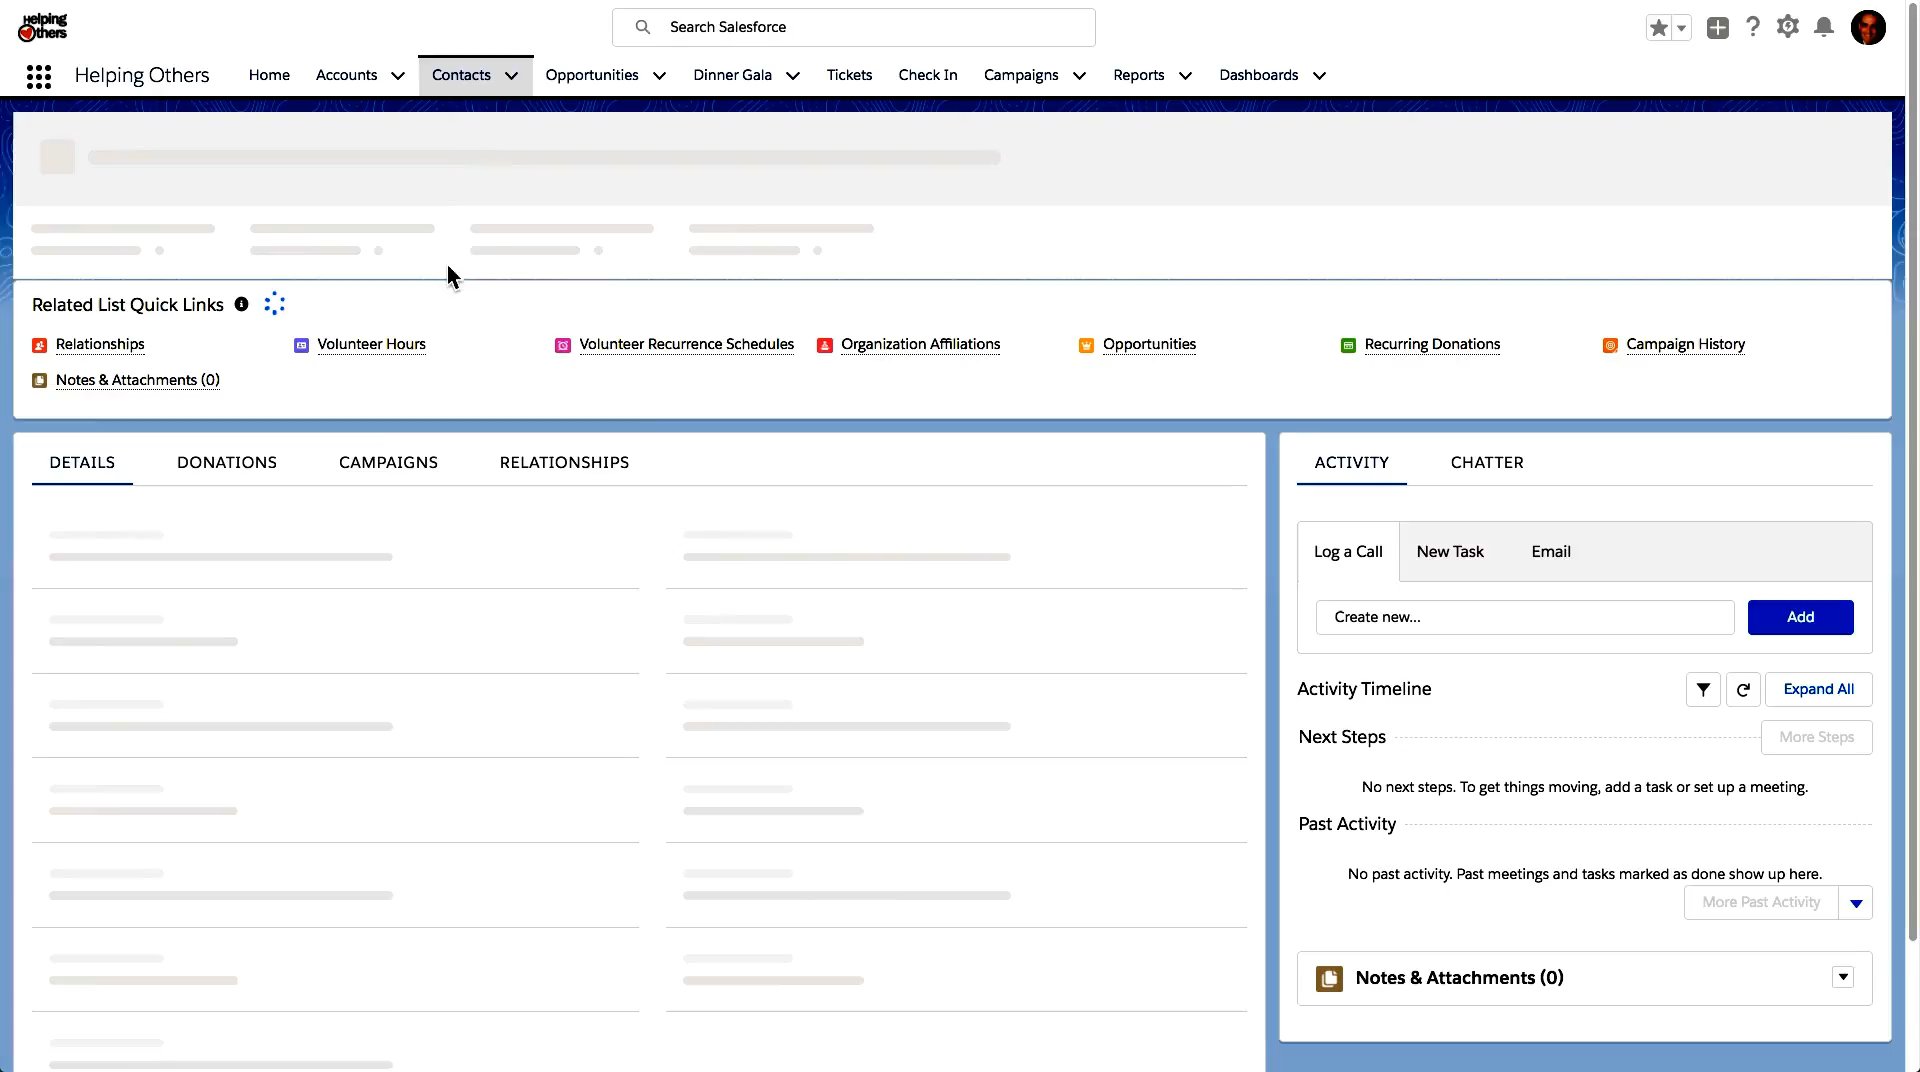 Helping
Others
Search Salesforce
Helping Others
Home
Accounts
Contacts
Opportunities
Dinner Gala
Tickets
Check In
Campaigns
Reports
Dashboards
Related List Quick Links
Relationships
Volunteer Hours
Volunteer Recurrence Schedules
Organization Affiliations
Opportunities
Recurring Donations
Campaign History
Notes & Attachments (0)
DETAILS
DONATIONS
CAMPAIGNS
RELATIONSHIPS
ACTIVITY
CHATTER
Log a Call
New Task
Email
Create new...
Add
Activity Timeline
Expand All
Next Steps
More Steps
No next steps. To get things moving, add a task or set up a meeting.
Past Activity
No past activity. Past meetings and tasks marked as done show up here.
More Past Activity
Notes & Attachments (0)